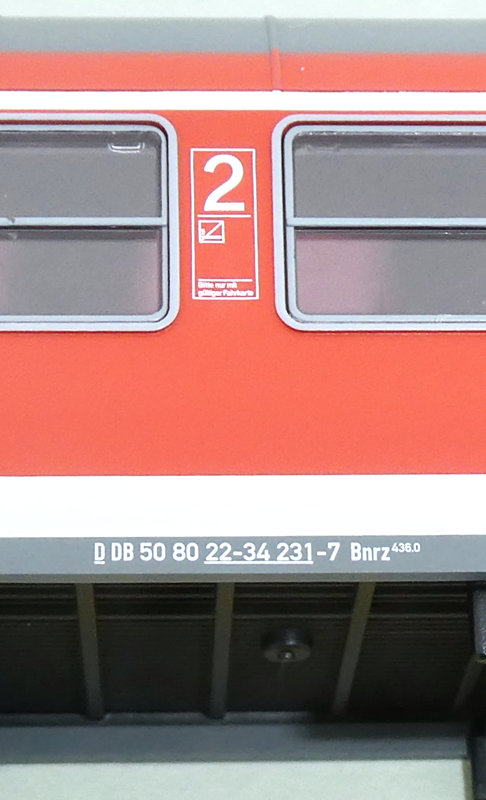 2
Bitte nur mit
gültiger Fahrkarte
D DB 50 80 22-34 231-7 Bnrz 436.0